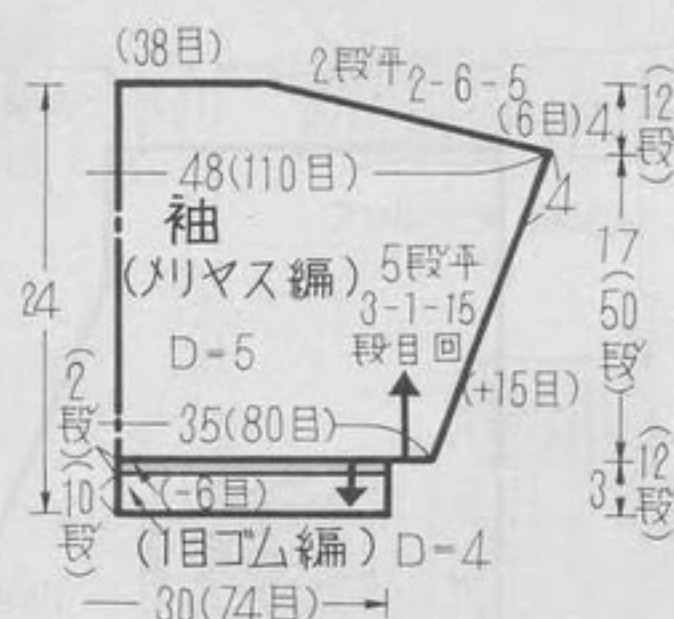 (38目)
2段平
2-6-5
(6目)
4
(12段)
48(110目)
4
袖
(メリヤス編)
5段平
3-1-15
段目回
17
(50段)
24
D=5
(2段)
35(80目)
(+15目)
(-6目)
(10段)
3
(12段)
(1目ゴム編) D=4
30(74目)